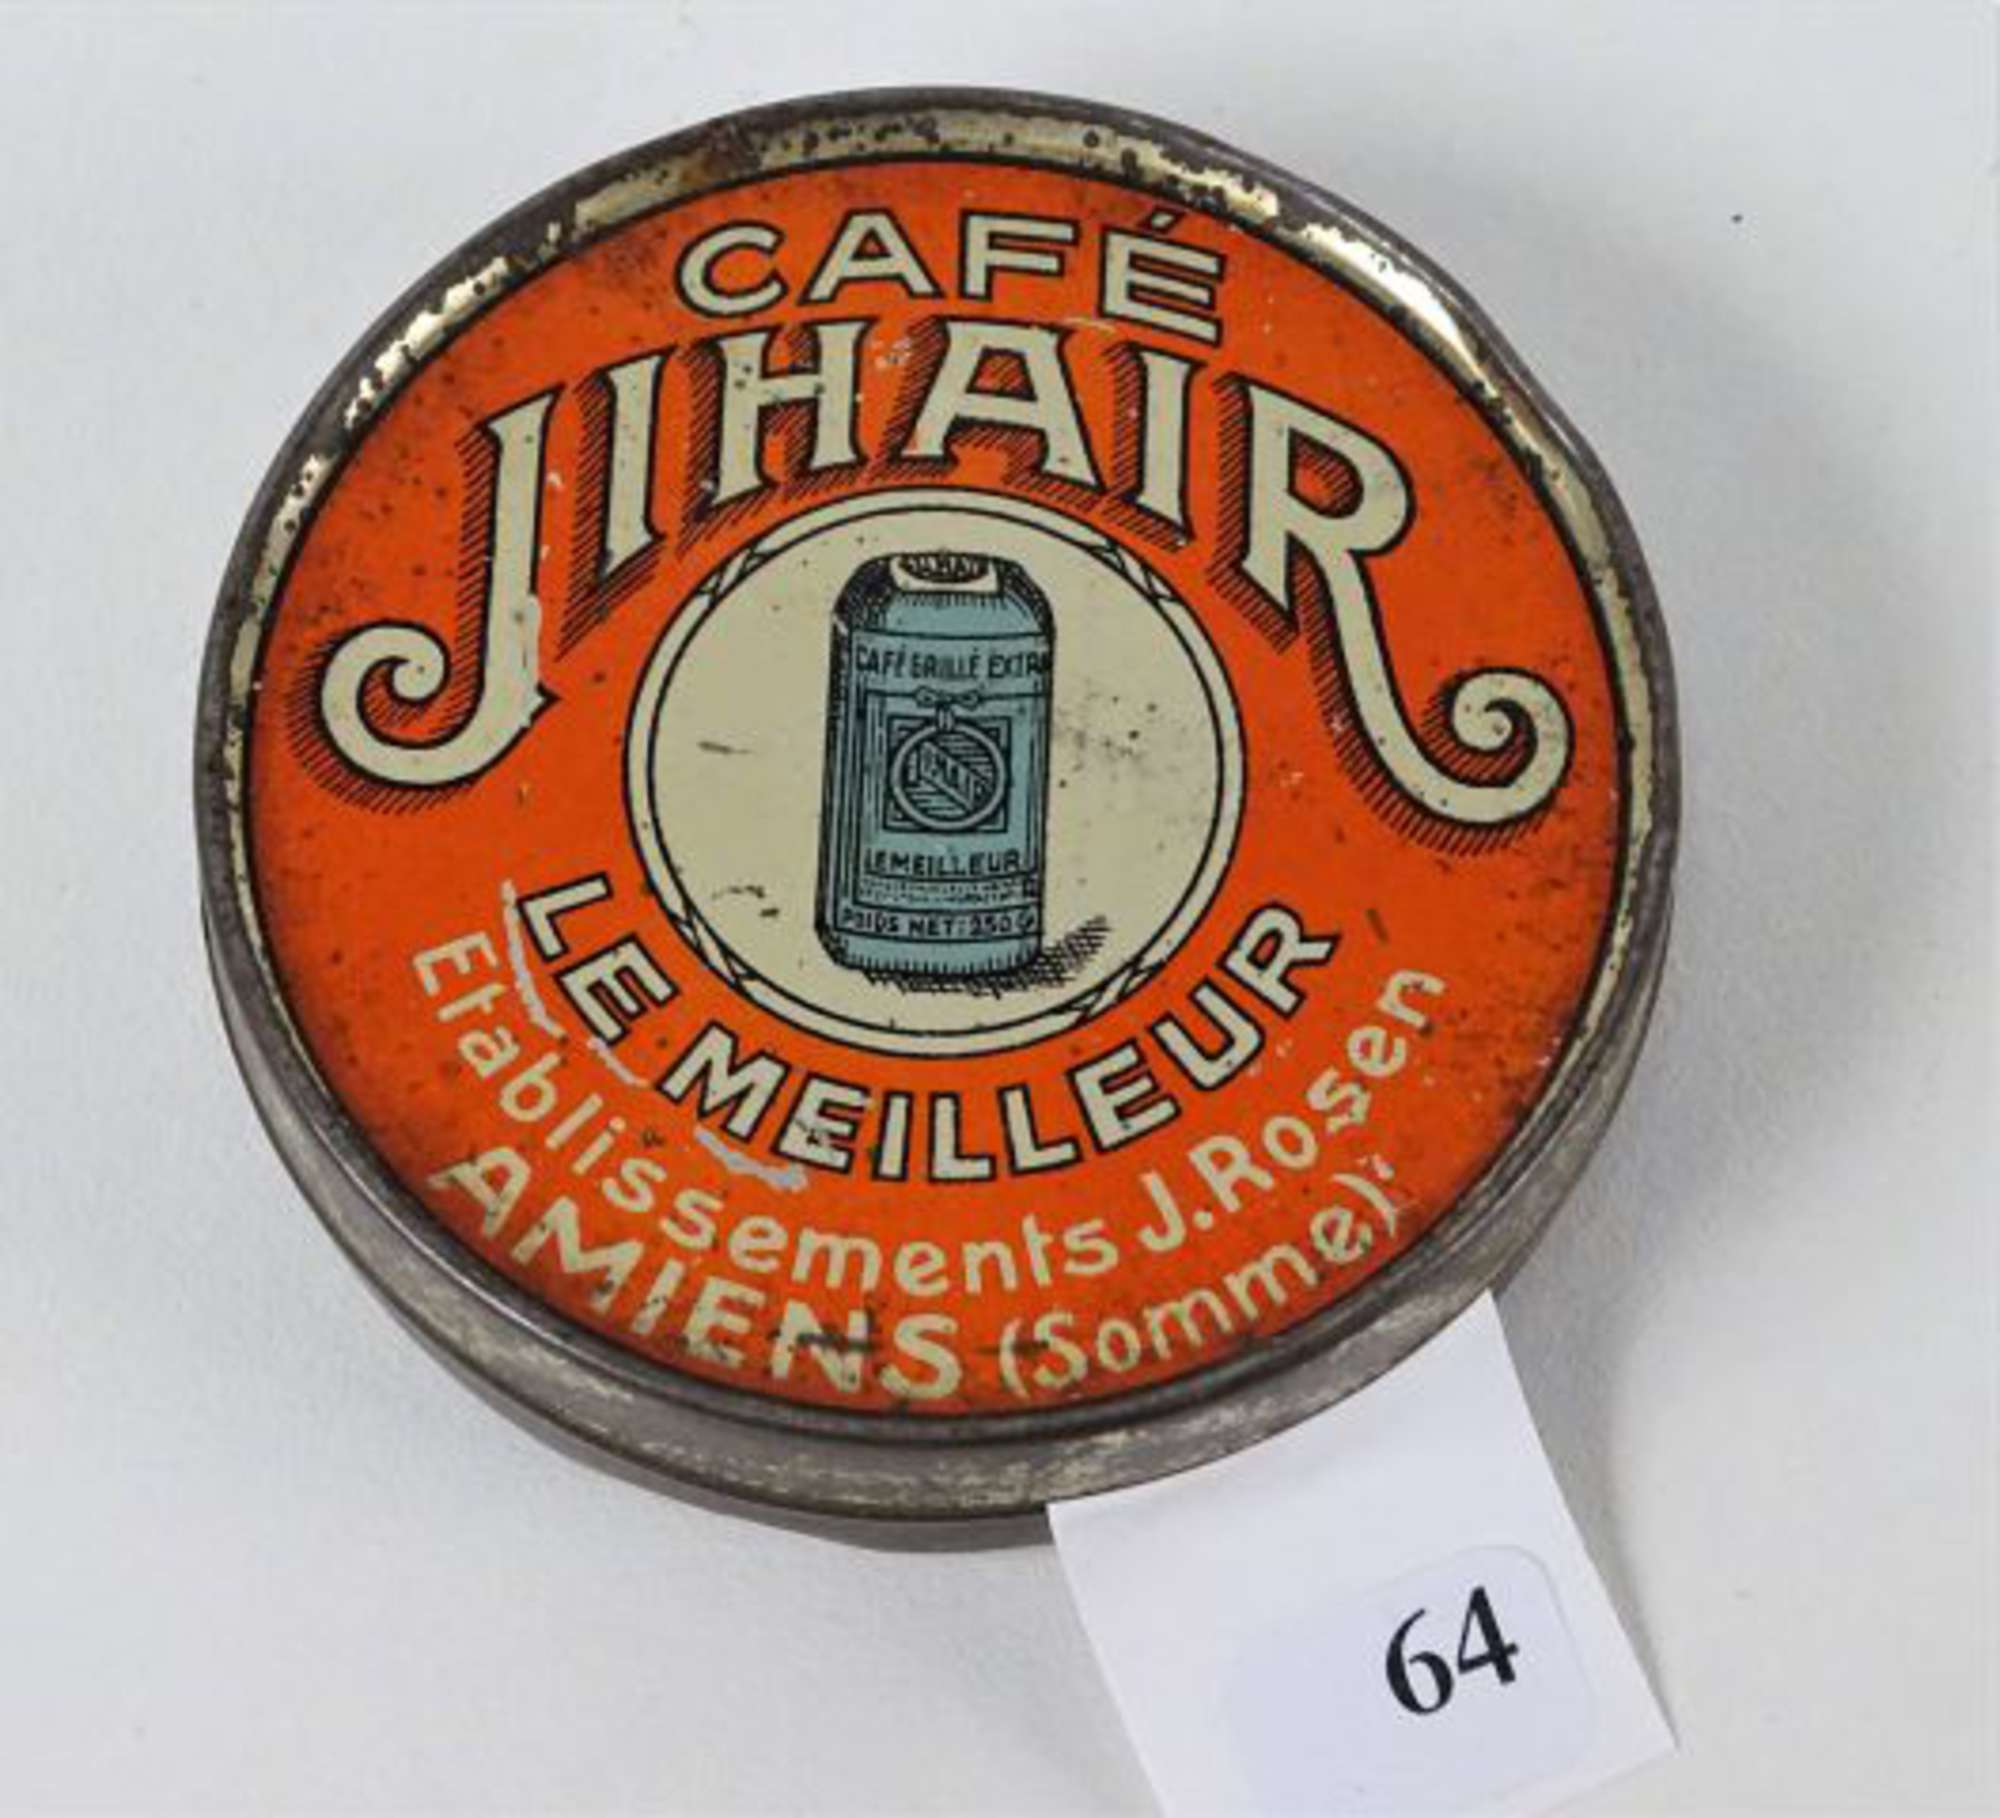 CAFÉ
JIHAIR
CAFÉ GRILLÉ EXTRA
LE MEILLEUR
POIDS NET: 250 G
LE MEILLEUR
Etablissements J. Rosen
AMIENS (Somme)
64